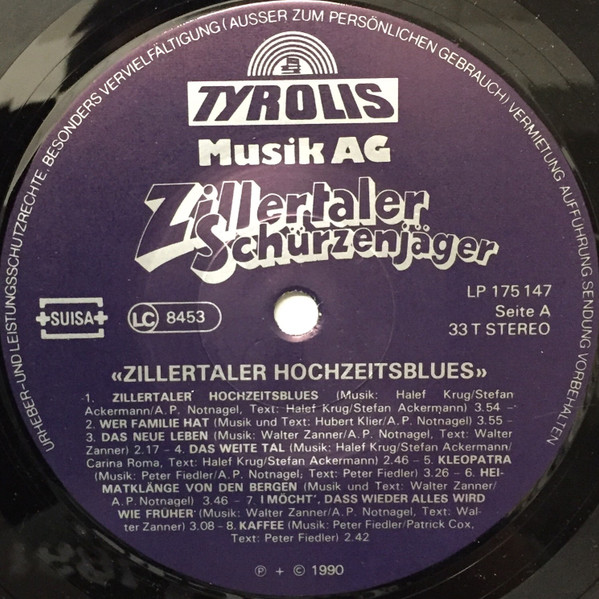 URHEBER- UND LEISTUNGSSCHUTZRECHTE, BESONDERS VERVIELFÄLTIGUNG (AUSSER ZUM PERSÖNLICHEN GEBRAUCH) VERMIETUNG AUFFÜHRUNG, SENDUNG VORBEHALTEN
TYROLIS
Musik AG
Zillertaler
Schürzenjäger
LP 175 147
SUISA
LC 8453
Seite A
33 T STEREO
«ZILLERTALER HOCHZEITSBLUES»
1. ZILLERTALER HOCHZEITSBLUES (Musik: Halef Krug/Stefan
Ackermann/A.P. Notnagel, Text: Halef Krug/Stefan Ackermann) 3.54 –
2. WER FAMILIE HAT (Musik und Text: Hubert Klier/A.P. Notnagel) 3.55 –
3. DAS NEUE LEBEN (Musik: Walter Zanner/A.P. Notnagel, Text: Walter
Zanner) 2.17 – 4. DAS WEITE TAL (Musik: Halef Krug/Stefan Ackermann/
Carina Roma, Text: Halef Krug/Stefan Ackermann) 2.46 – 5. KLEOPATRA
(Musik: Peter Fiedler/A.P. Notnagel; Text: Peter Fiedler) 3.26 – 6. HEI-
MATKLÄNGE VON DEN BERGEN (Musik und Text: Walter Zanner/
A.P. Notnagel) 3.46 – 7. I MÖCHT', DASS WIEDER ALLES WIRD
WIE FRÜHER (Musik: Walter Zanner/A.P. Notnagel, Text: Wal-
ter Zanner) 3.08 – 8. KAFFEE (Musik: Peter Fiedler/Patrick Cox,
Text: Peter Fiedler) 2.42
℗ + © 1990